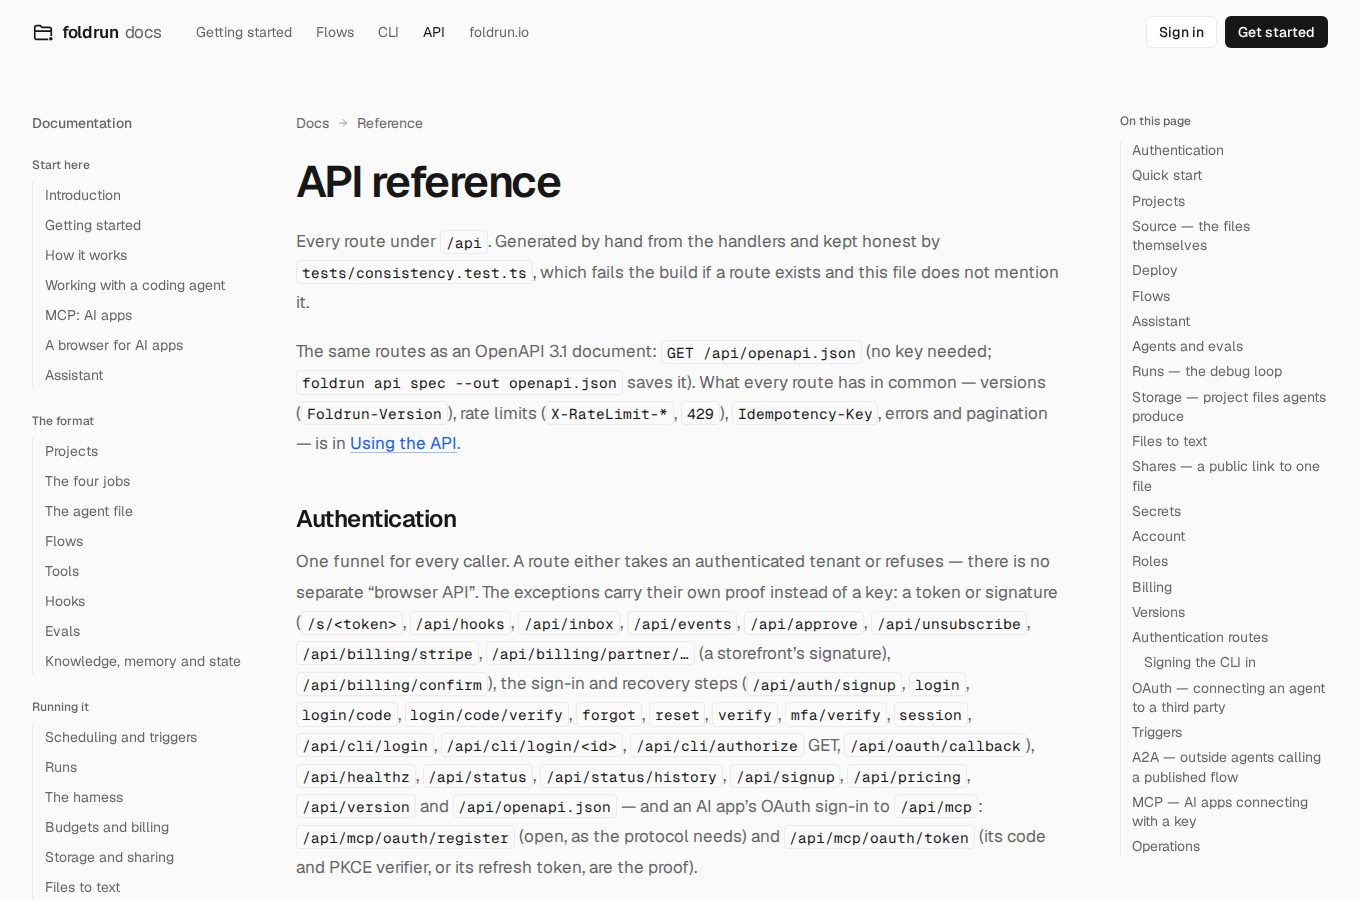 foldrun docs
Getting started
Flows
CLI
API
foldrun.io
Sign in
Get started
Documentation
Start here
Introduction
Getting started
How it works
Working with a coding agent
MCP: AI apps
A browser for AI apps
Assistant
The format
Projects
The four jobs
The agent file
Flows
Tools
Hooks
Evals
Knowledge, memory and state
Running it
Scheduling and triggers
Runs
The harness
Budgets and billing
Storage and sharing
Files to text
Docs → Reference
API reference
Every route under /api. Generated by hand from the handlers and kept honest by
tests/consistency.test.ts, which fails the build if a route exists and this file does not mention
it.
The same routes as an OpenAPI 3.1 document: GET /api/openapi.json (no key needed;
foldrun api spec --out openapi.json saves it). What every route has in common — versions
(Foldrun-Version), rate limits (X-RateLimit-*, 429), Idempotency-Key, errors and pagination
— is in Using the API.
Authentication
One funnel for every caller. A route either takes an authenticated tenant or refuses — there is no
separate “browser API”. The exceptions carry their own proof instead of a key: a token or signature
(/s/<token>, /api/hooks, /api/inbox, /api/events, /api/approve, /api/unsubscribe,
/api/billing/stripe, /api/billing/partner/… (a storefront’s signature),
/api/billing/confirm), the sign-in and recovery steps (/api/auth/signup, login,
login/code, login/code/verify, forgot, reset, verify, mfa/verify, session,
/api/cli/login, /api/cli/login/<id>, /api/cli/authorize GET, /api/oauth/callback),
/api/healthz, /api/status, /api/status/history, /api/signup, /api/pricing,
/api/version and /api/openapi.json — and an AI app’s OAuth sign-in to /api/mcp:
/api/mcp/oauth/register (open, as the protocol needs) and /api/mcp/oauth/token (its code
and PKCE verifier, or its refresh token, are the proof).
On this page
Authentication
Quick start
Projects
Source — the files
themselves
Deploy
Flows
Assistant
Agents and evals
Runs — the debug loop
Storage — project files agents
produce
Files to text
Shares — a public link to one
file
Secrets
Account
Roles
Billing
Versions
Authentication routes
Signing the CLI in
OAuth — connecting an agent
to a third party
Triggers
A2A — outside agents calling
a published flow
MCP — AI apps connecting
with a key
Operations